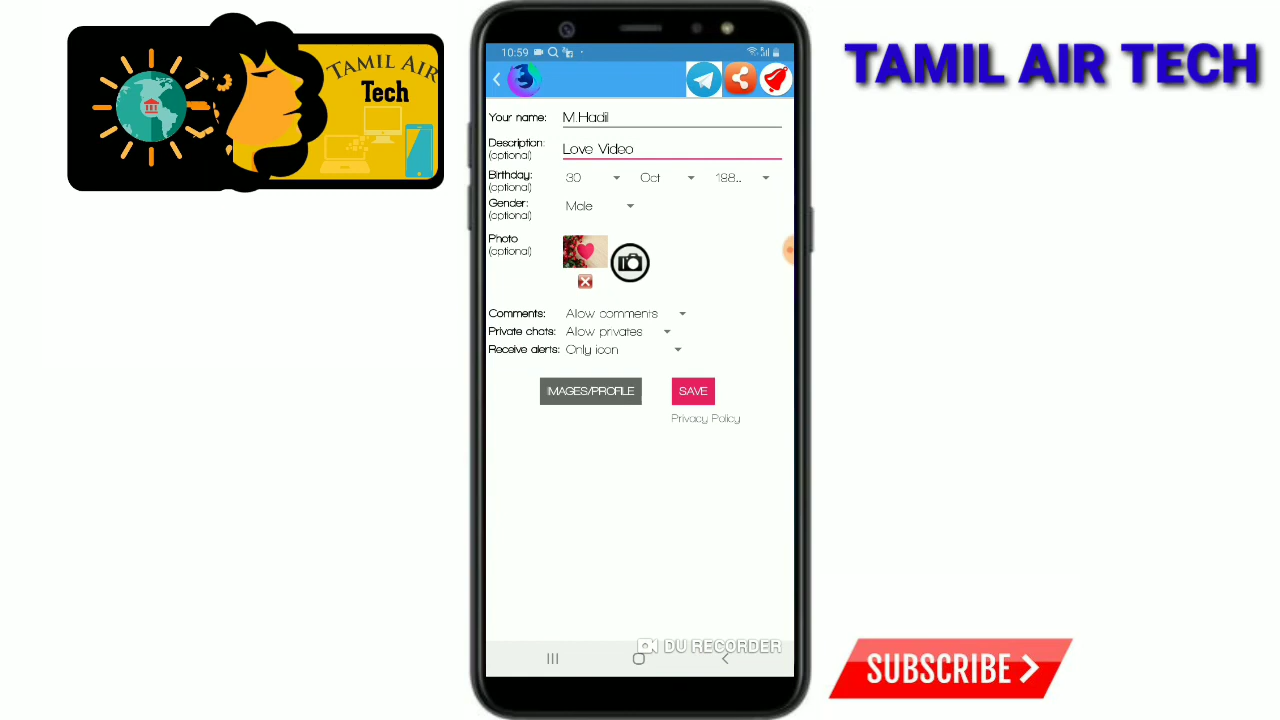 TAMIL AIR
Tech
TAMIL AIR TECH
10:59
Your name: M.Hadil
Description: Love Video
(optional)
Birthday: 30 Oct 198...
(optional)
Gender: Male
(optional)
Photo
(optional)
Comments: Allow comments
Private chats: Allow privates
Receive alerts: Only icon
IMAGES/PROFILE SAVE
Privacy Policy
DU RECORDER
SUBSCRIBE